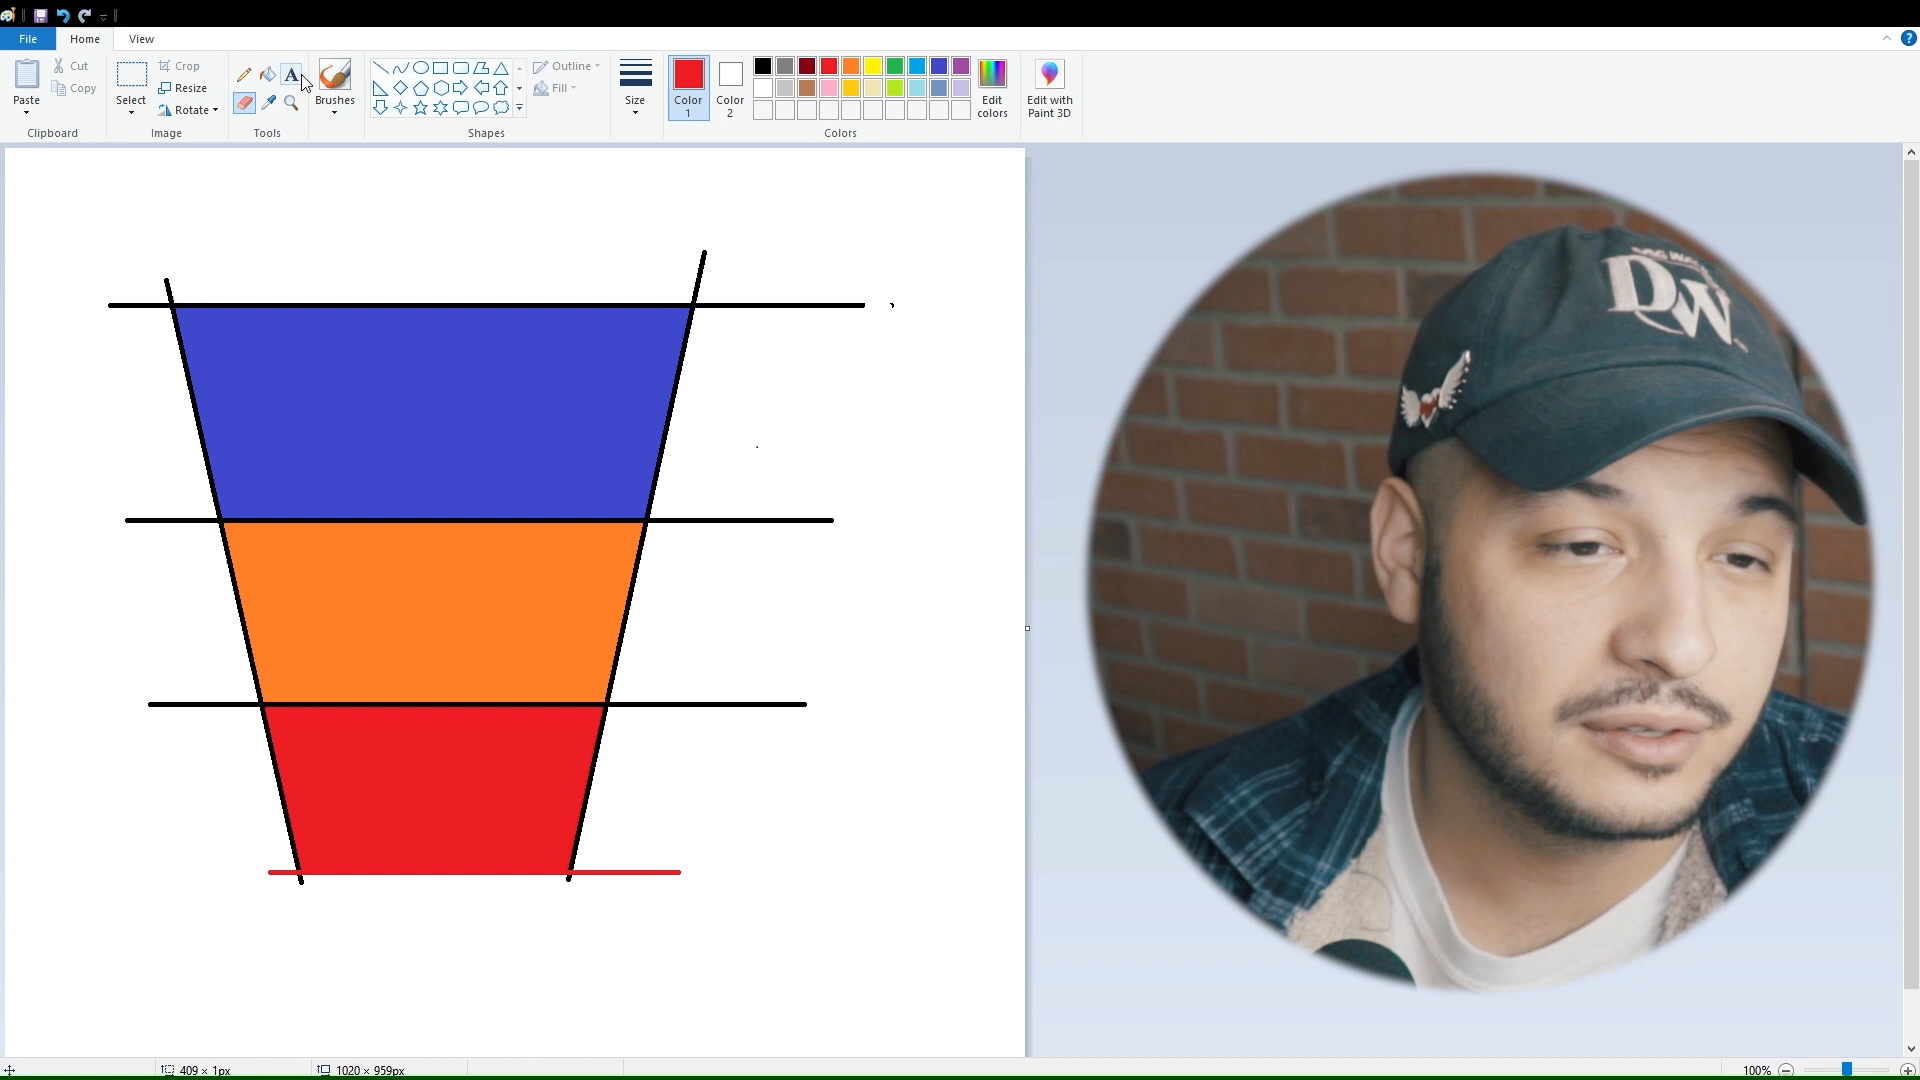 File Home View
Paste
Cut
Copy
Clipboard
Select
Crop
Resize
Rotate
Image
A
Tools
Brushes
Shapes
Outline
Fill
Size
Color
1
Color
2
Edit
colors
Colors
Edit with
Paint 3D
?
DW
409 × 1px
1020 × 959px
100%